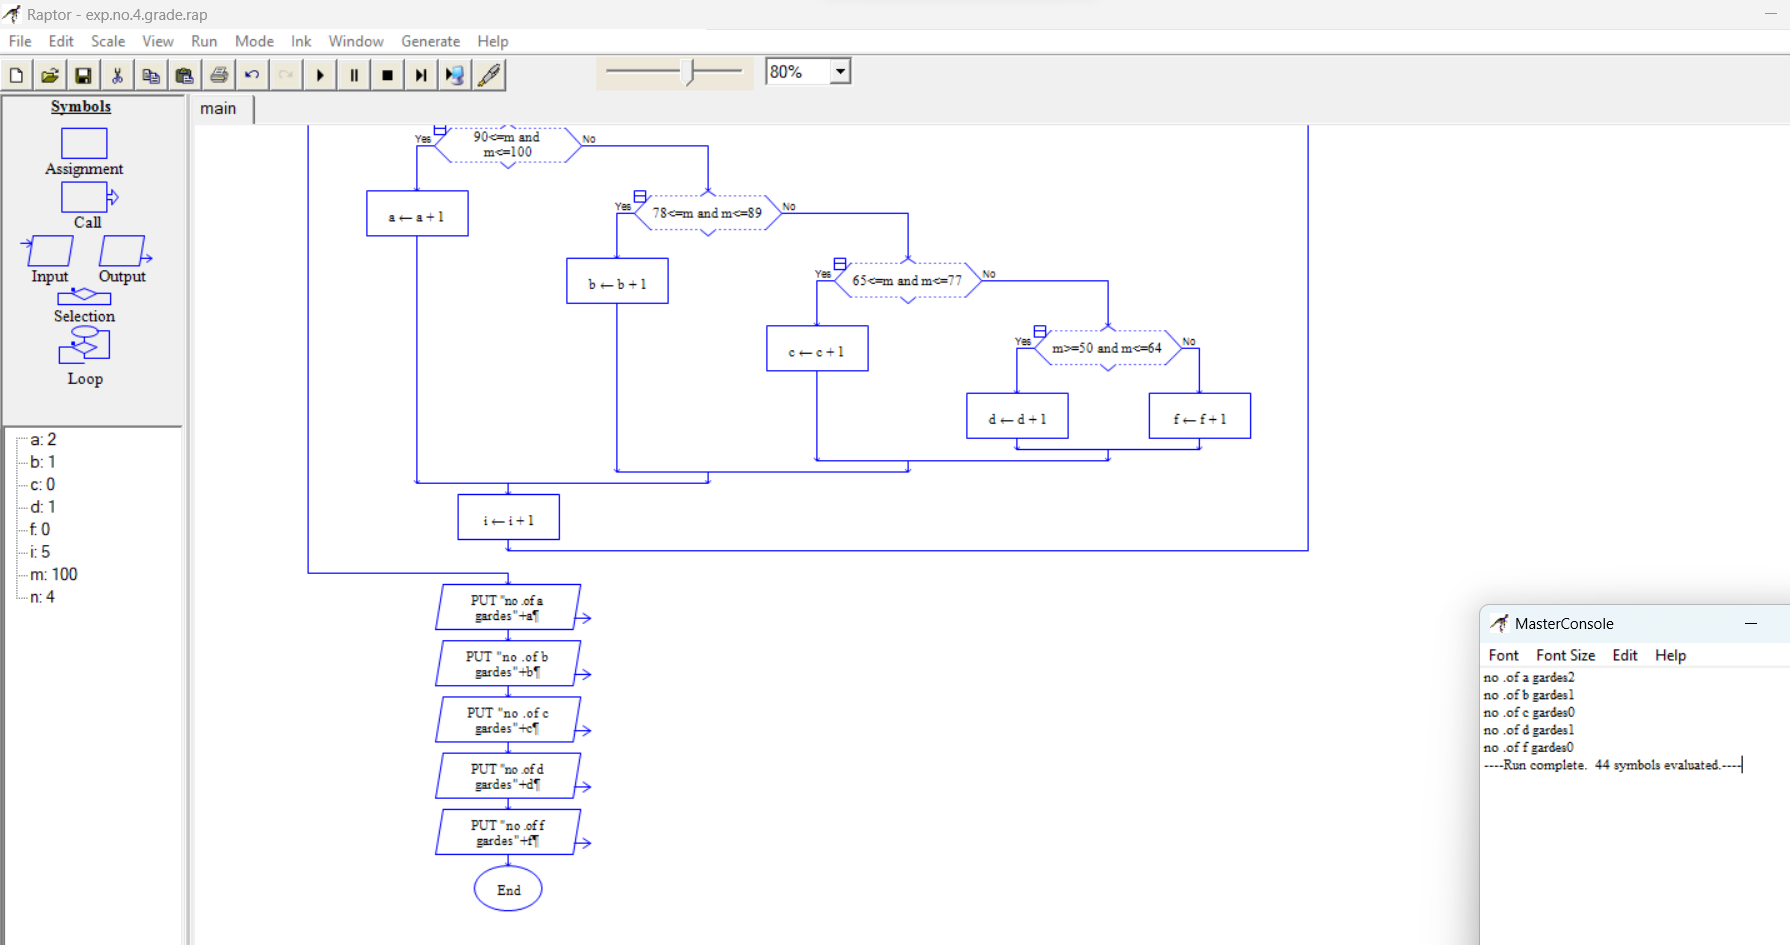 Raptor - exp.no.4.grade.rap
File Edit Scale View Run Mode Ink Window Generate Help
80%
Symbols
Assignment
Call
Input Output
Selection
Loop
a: 2
b: 1
c: 0
d: 1
f: 0
i: 5
m: 100
n: 4
main
Yes
90<=m and
m<=100
No
a ← a + 1
Yes
78<=m and m<=89
No
b ← b + 1
Yes
65<=m and m<=77
No
c ← c + 1
Yes
m>=50 and m<=64
No
d ← d + 1
f ← f + 1
i ← i + 1
PUT "no .of a
gardes"+a¶
PUT "no .of b
gardes"+b¶
PUT "no .of c
gardes"+c¶
PUT "no .of d
gardes"+d¶
PUT "no .of f
gardes"+f¶
End
MasterConsole
Font Font Size Edit Help
no .of a gardes2
no .of b gardes1
no .of c gardes0
no .of d gardes1
no .of f gardes0
----Run complete.  44 symbols evaluated.----